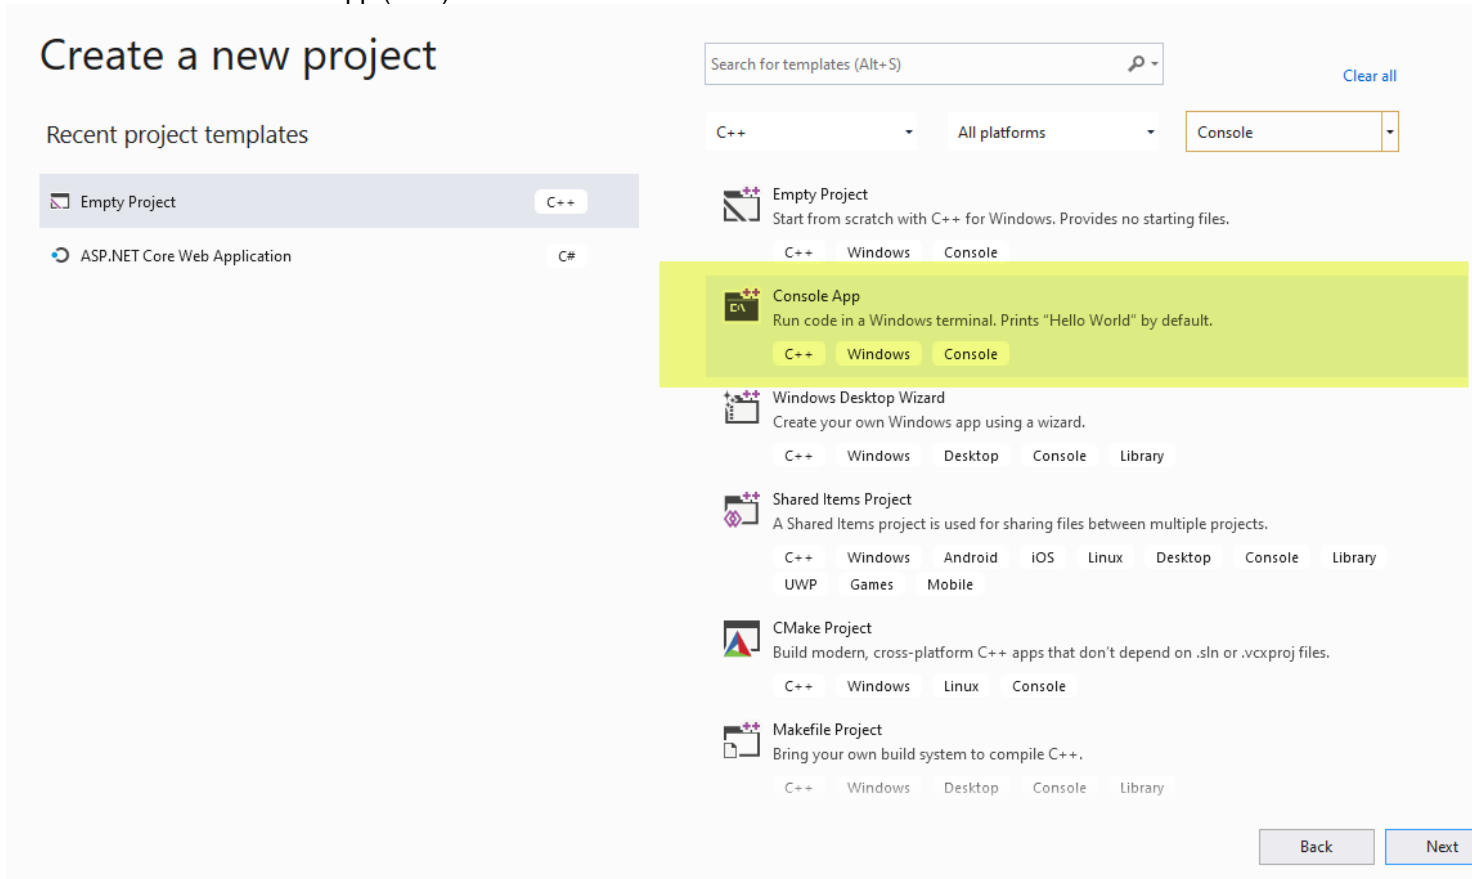 Create a new project
Search for templates (Alt+S)
Clear all
Recent project templates
C++
All platforms
Console
Empty Project
C++
ASP.NET Core Web Application
C#
Empty Project
Start from scratch with C++ for Windows. Provides no starting files.
C++ Windows Console
Console App
Run code in a Windows terminal. Prints "Hello World" by default.
C++ Windows Console
Windows Desktop Wizard
Create your own Windows app using a wizard.
C++ Windows Desktop Console Library
Shared Items Project
A Shared Items project is used for sharing files between multiple projects.
C++ Windows Android iOS Linux Desktop Console Library
UWP Games Mobile
CMake Project
Build modern, cross-platform C++ apps that don't depend on .sln or .vcxproj files.
C++ Windows Linux Console
Makefile Project
Bring your own build system to compile C++.
C++ Windows Desktop Console Library
Back
Next